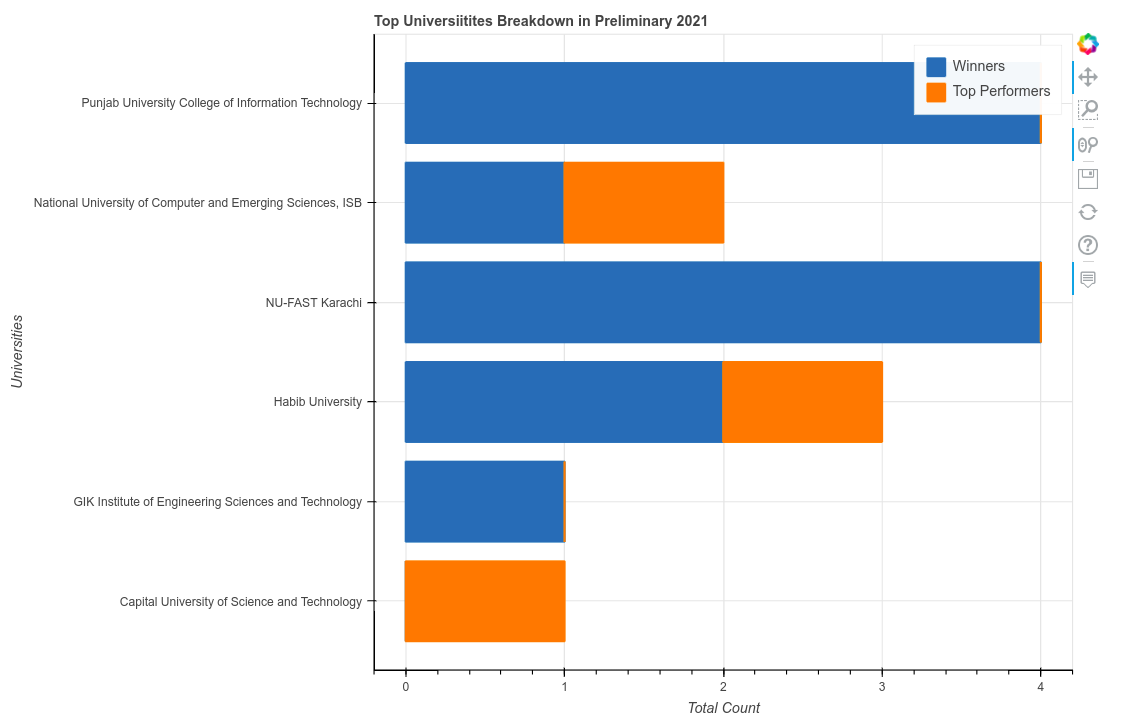 Top Universiitites Breakdown in Preliminary 2021
Winners
Top Performers
Punjab University College of Information Technology
National University of Computer and Emerging Sciences, ISB
NU-FAST Karachi
Habib University
GIK Institute of Engineering Sciences and Technology
Capital University of Science and Technology
Universities
0 1 2 3 4
Total Count